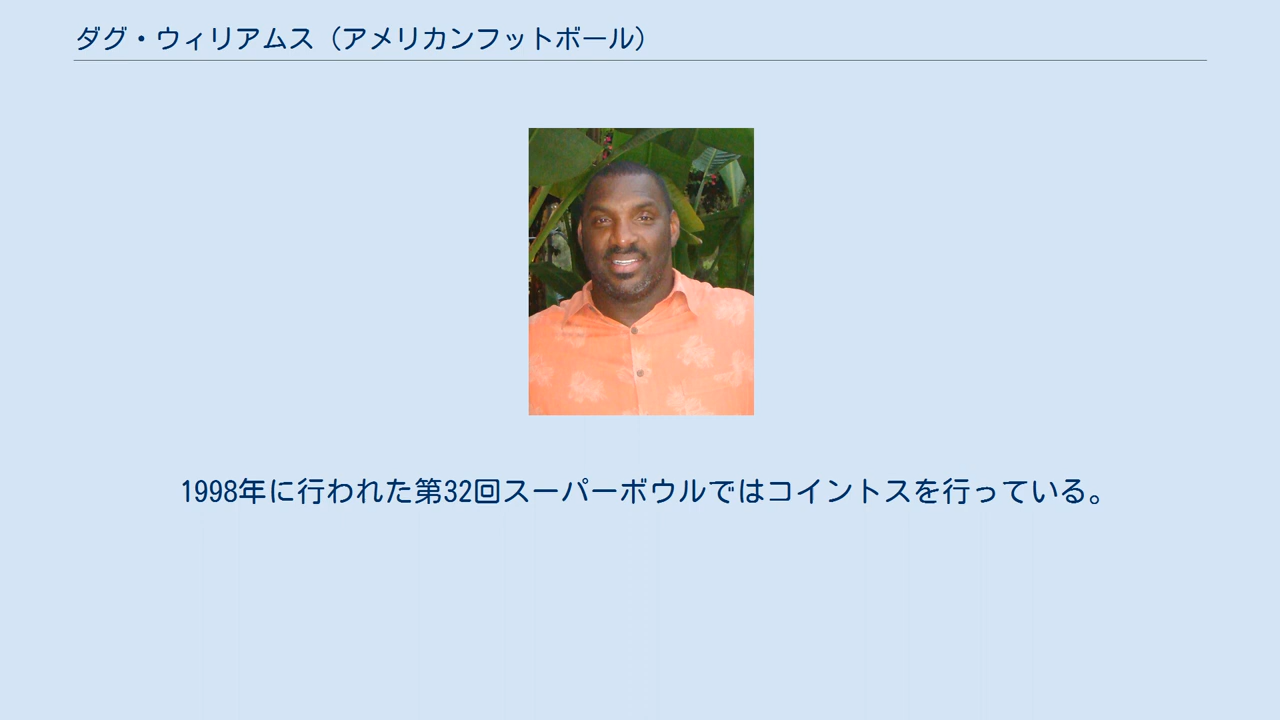 ダグ・ウィリアムス（アメリカンフットボール）
1998年に行われた第32回スーパーボウルではコイントスを行っている。